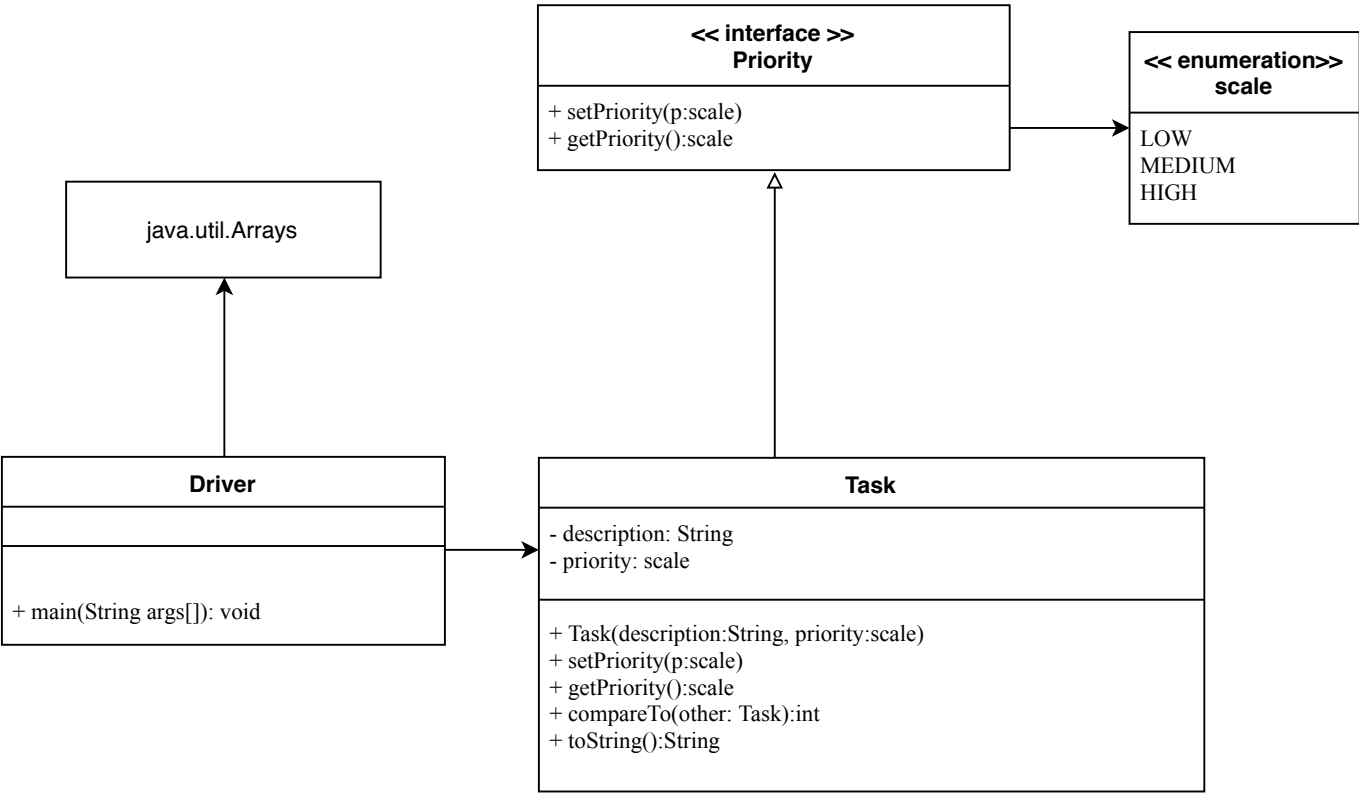 << interface >>
Priority
+ setPriority(p:scale)
+ getPriority():scale
<< enumeration>>
scale
LOW
MEDIUM
HIGH
java.util.Arrays
Driver
+ main(String args[]): void
Task
- description: String
- priority: scale
+ Task(description:String, priority:scale)
+ setPriority(p:scale)
+ getPriority():scale
+ compareTo(other: Task):int
+ toString():String